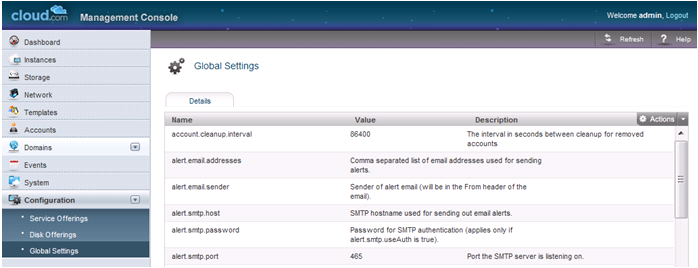 cloud.com Management Console
Welcome admin, Logout
Refresh
? Help
Dashboard
Instances
Storage
Network
Templates
Accounts
Domains
Events
System
Configuration
Service Offerings
Disk Offerings
Global Settings
Global Settings
Details
Name Value Description Actions
account.cleanup.interval 86400 The interval in seconds between cleanup for removed
accounts
alert.email.addresses Comma separated list of email addresses used for sending
alerts.
alert.email.sender Sender of alert email (will be in the From header of the
email).
alert.smtp.host SMTP hostname used for sending out email alerts.
alert.smtp.password Password for SMTP authentication (applies only if
alert.smtp.useAuth is true).
alert.smtp.port 465 Port the SMTP server is listening on.